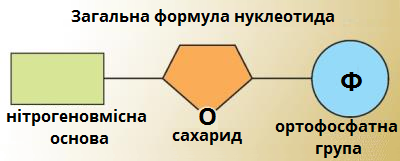 Загальна формула нуклеотида
Ф
О
нітрогеновмісна
основа
сахарид
ортофосфатна
група